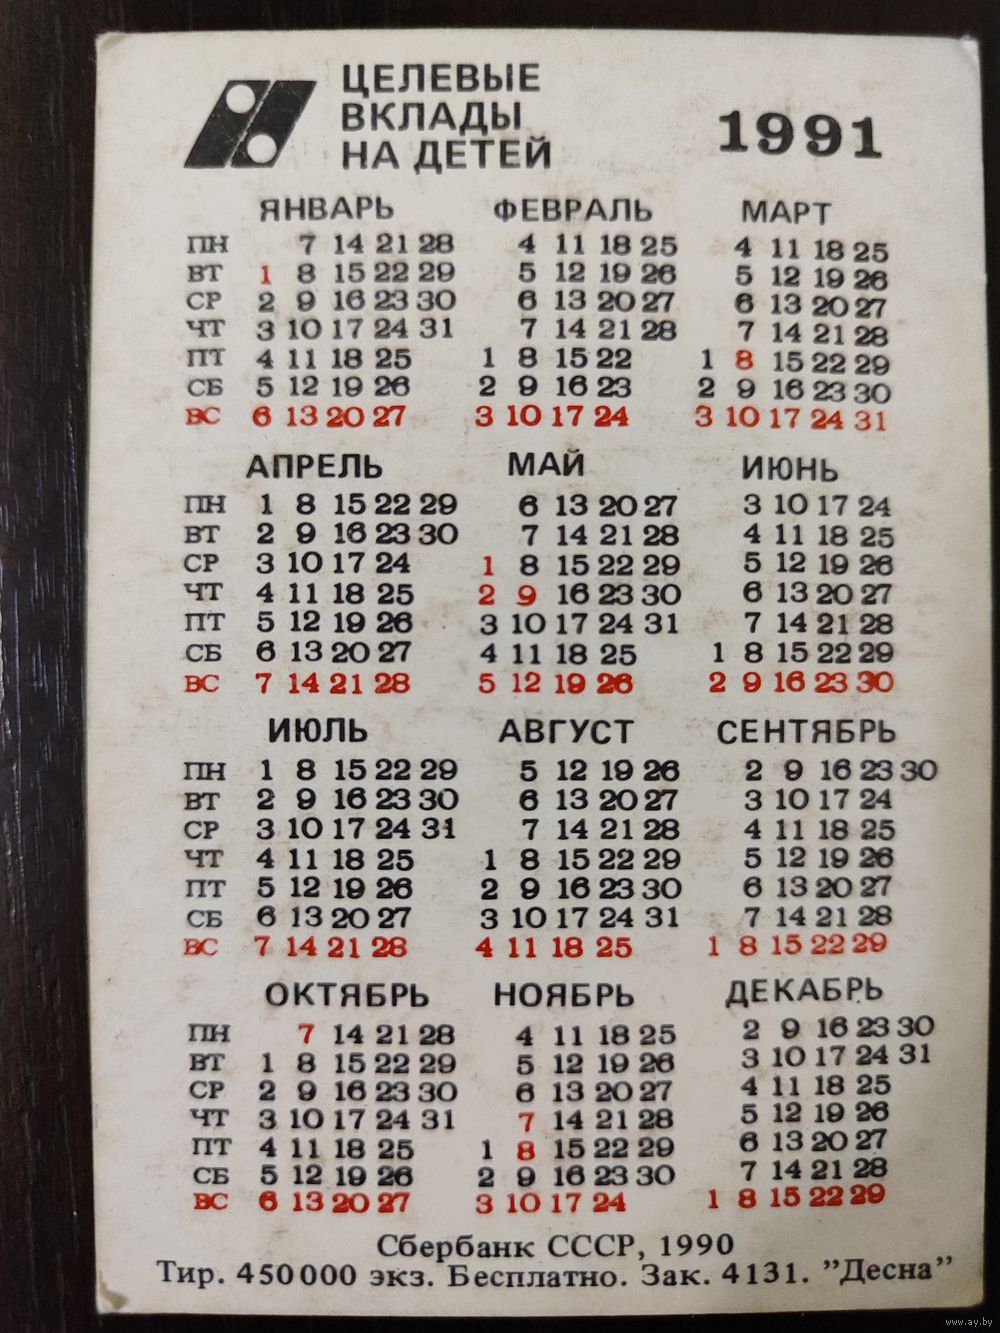 ЦЕЛЕВЫЕ
ВКЛАДЫ
НА ДЕТЕЙ
1991
ЯНВАРЬ ФЕВРАЛЬ МАРТ
ПН 7 14 21 28 4 11 18 25 4 11 18 25
ВТ 1 8 15 22 29 5 12 19 26 5 12 19 26
СР 2 9 16 23 30 6 13 20 27 6 13 20 27
ЧТ 3 10 17 24 31 7 14 21 28 7 14 21 28
ПТ 4 11 18 25 1 8 15 22 1 8 15 22 29
СБ 5 12 19 26 2 9 16 23 2 9 16 23 30
ВС 6 13 20 27 3 10 17 24 3 10 17 24 31
АПРЕЛЬ МАЙ ИЮНЬ
ПН 1 8 15 22 29 6 13 20 27 3 10 17 24
ВТ 2 9 16 23 30 7 14 21 28 4 11 18 25
СР 3 10 17 24 1 8 15 22 29 5 12 19 26
ЧТ 4 11 18 25 2 9 16 23 30 6 13 20 27
ПТ 5 12 19 26 3 10 17 24 31 7 14 21 28
СБ 6 13 20 27 4 11 18 25 1 8 15 22 29
ВС 7 14 21 28 5 12 19 26 2 9 16 23 30
ИЮЛЬ АВГУСТ СЕНТЯБРЬ
ПН 1 8 15 22 29 5 12 19 26 2 9 16 23 30
ВТ 2 9 16 23 30 6 13 20 27 3 10 17 24
СР 3 10 17 24 31 7 14 21 28 4 11 18 25
ЧТ 4 11 18 25 1 8 15 22 29 5 12 19 26
ПТ 5 12 19 26 2 9 16 23 30 6 13 20 27
СБ 6 13 20 27 3 10 17 24 31 7 14 21 28
ВС 7 14 21 28 4 11 18 25 1 8 15 22 29
ОКТЯБРЬ НОЯБРЬ ДЕКАБРЬ
ПН 7 14 21 28 4 11 18 25 2 9 16 23 30
ВТ 1 8 15 22 29 5 12 19 26 3 10 17 24 31
СР 2 9 16 23 30 6 13 20 27 4 11 18 25
ЧТ 3 10 17 24 31 7 14 21 28 5 12 19 26
ПТ 4 11 18 25 1 8 15 22 29 6 13 20 27
СБ 5 12 19 26 2 9 16 23 30 7 14 21 28
ВС 6 13 20 27 3 10 17 24 1 8 15 22 29
Сбербанк СССР, 1990
Тир. 450000 экз. Бесплатно. Зак. 4131. "Десна"
www.ay.by